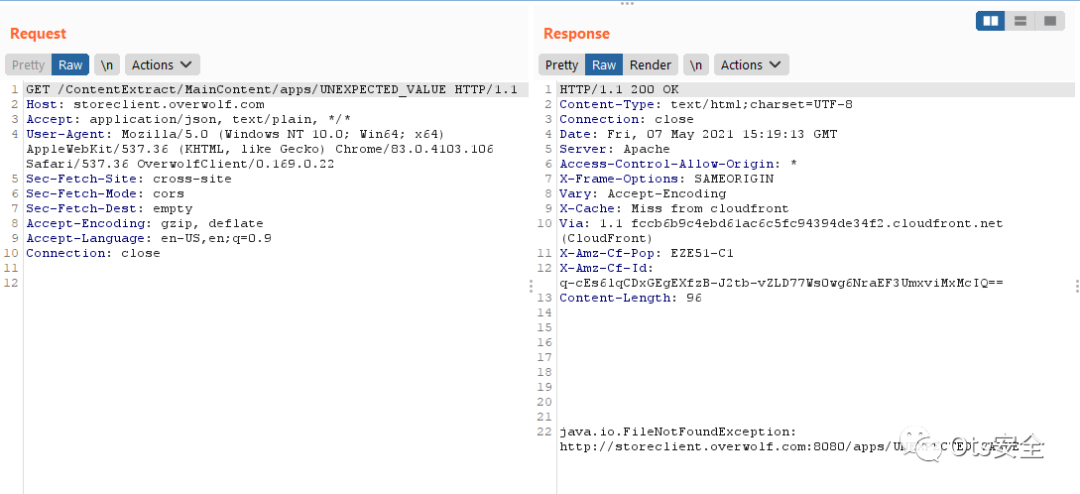 Request
Pretty Raw \n Actions
1 GET /ContentExtract/MainContent/apps/UNEXPECTED_VALUE HTTP/1.1
2 Host: storeclient.overwolf.com
3 Accept: application/json, text/plain, */*
4 User-Agent: Mozilla/5.0 (Windows NT 10.0; Win64; x64)
AppleWebKit/537.36 (KHTML, like Gecko) Chrome/83.0.4103.106
Safari/537.36 OverwolfClient/0.169.0.22
5 Sec-Fetch-Site: cross-site
6 Sec-Fetch-Mode: cors
7 Sec-Fetch-Dest: empty
8 Accept-Encoding: gzip, deflate
9 Accept-Language: en-US,en;q=0.9
10 Connection: close
11
12
Response
Pretty Raw Render \n Actions
1 HTTP/1.1 200 OK
2 Content-Type: text/html;charset=UTF-8
3 Connection: close
4 Date: Fri, 07 May 2021 15:19:13 GMT
5 Server: Apache
6 Access-Control-Allow-Origin: *
7 X-Frame-Options: SAMEORIGIN
8 Vary: Accept-Encoding
9 X-Cache: Miss from cloudfront
10 Via: 1.1 fccb6b9c4ebd61ac6c5fc94394de34f2.cloudfront.net
(CloudFront)
11 X-Amz-Cf-Pop: EZE51-C1
12 X-Amz-Cf-Id:
q-cEs6lqCDxGEgEXfzB-J2tb-vZLD77WsOwg6NraEF3UmxviMxMcIQ==
13 Content-Length: 96
14
15
16
17
18
19
20
21
22 java.io.FileNotFoundException:
http://storeclient.overwolf.com:8080/apps/
Ots安全